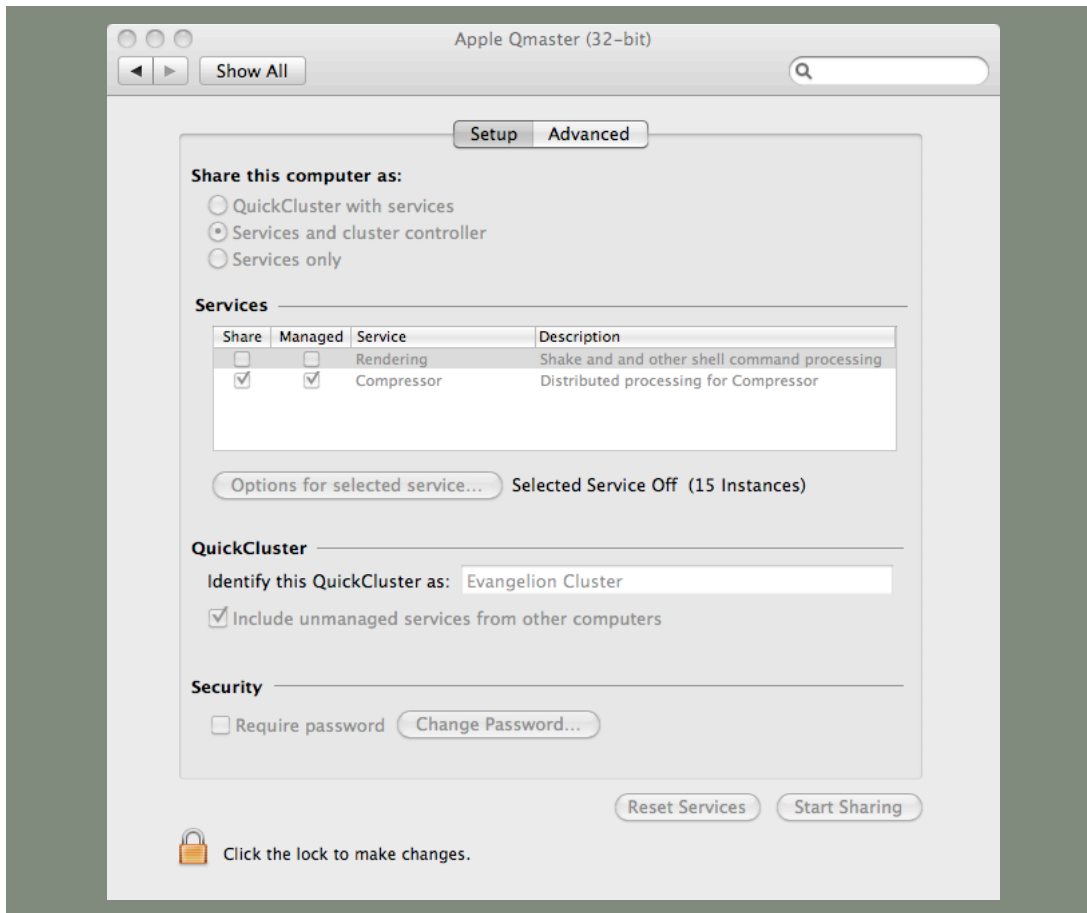 Apple Qmaster (32-bit)
Show All
Setup Advanced
Share this computer as:
QuickCluster with services
Services and cluster controller
Services only
Services
Share Managed Service Description
Rendering Shake and and other shell command processing
Compressor Distributed processing for Compressor
Options for selected service... Selected Service Off (15 Instances)
QuickCluster
Identify this QuickCluster as: Evangelion Cluster
Include unmanaged services from other computers
Security
Require password Change Password...
Reset Services Start Sharing
Click the lock to make changes.